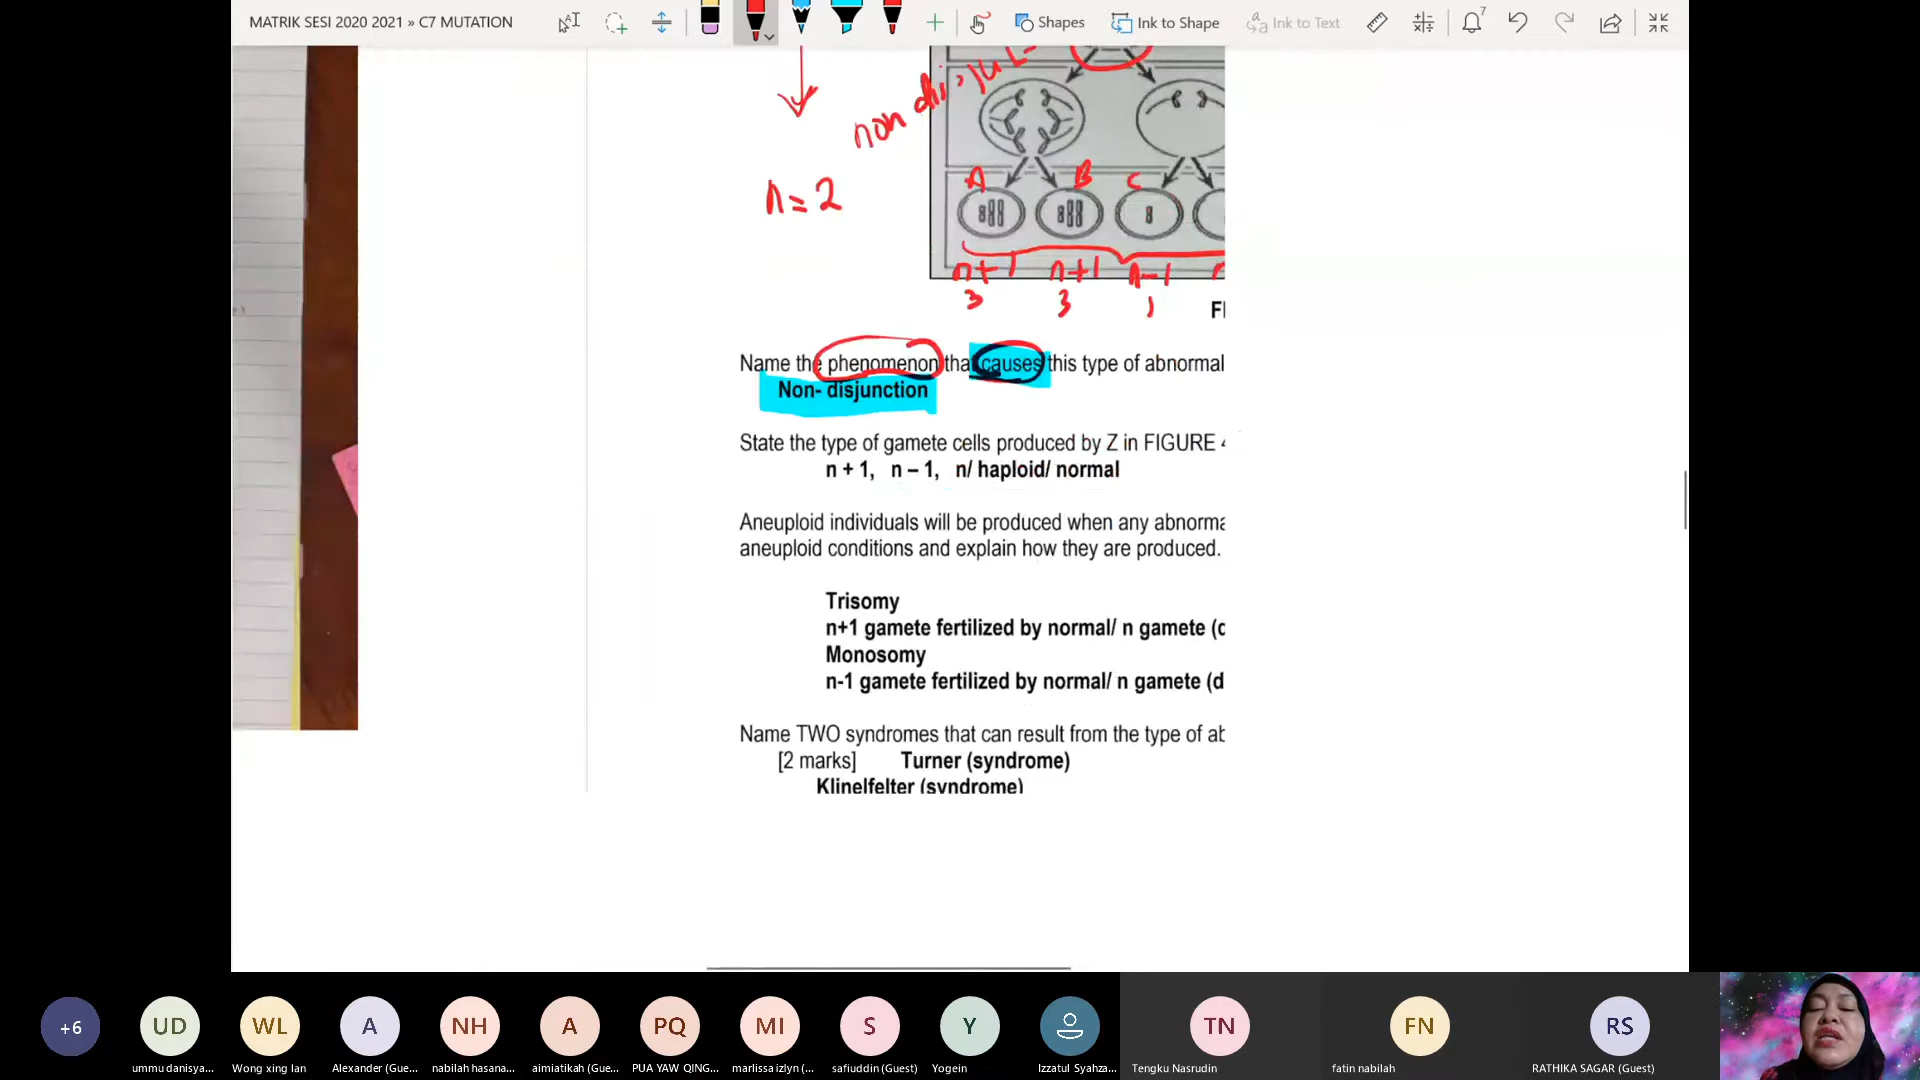 MATRIK SESI 2020 2021 » C7 MUTATION
Shapes
Ink to Shape
Ink to Text
7
non
n = 2
A
B
C
n+1
n+1
n-1
3
3
1
Name the phenomenon tha causes this type of abnormal
Non- disjunction
State the type of gamete cells produced by Z in FIGURE
n + 1, n – 1, n/ haploid/ normal
Aneuploid individuals will be produced when any abnorma
aneuploid conditions and explain how they are produced.
Trisomy
n+1 gamete fertilized by normal/ n gamete (
Monosomy
n-1 gamete fertilized by normal/ n gamete (d
Name TWO syndromes that can result from the type of ab
[2 marks] Turner (syndrome)
Klinelfelter (syndrome)
+6
UD
WL
A
NH
A
PQ
MI
S
Y
TN
FN
RS
ummu danisya...
Wong xing lan
Alexander (Gue...
nabilah hasana...
aimiatikah (Gue...
PUA YAW QING...
marlissa izlyn (...
safiuddin (Guest)
Yogein
Izzatul Syahza...
Tengku Nasrudin
fatin nabilah
RATHIKA SAGAR (Guest)